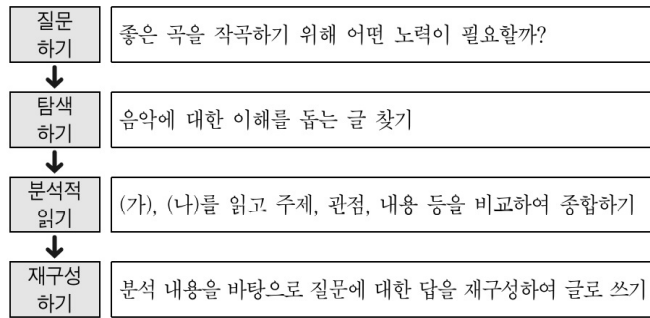 질문
하기
좋은 곡을 작곡하기 위해 어떤 노력이 필요할까?
탐색
하기
음악에 대한 이해를 돕는 글 찾기
분석적
읽기
(가), (나)를 읽고 주제, 관점, 내용 등을 비교하여 종합하기
재구성
하기
분석 내용을 바탕으로 질문에 대한 답을 재구성하여 글로 쓰기